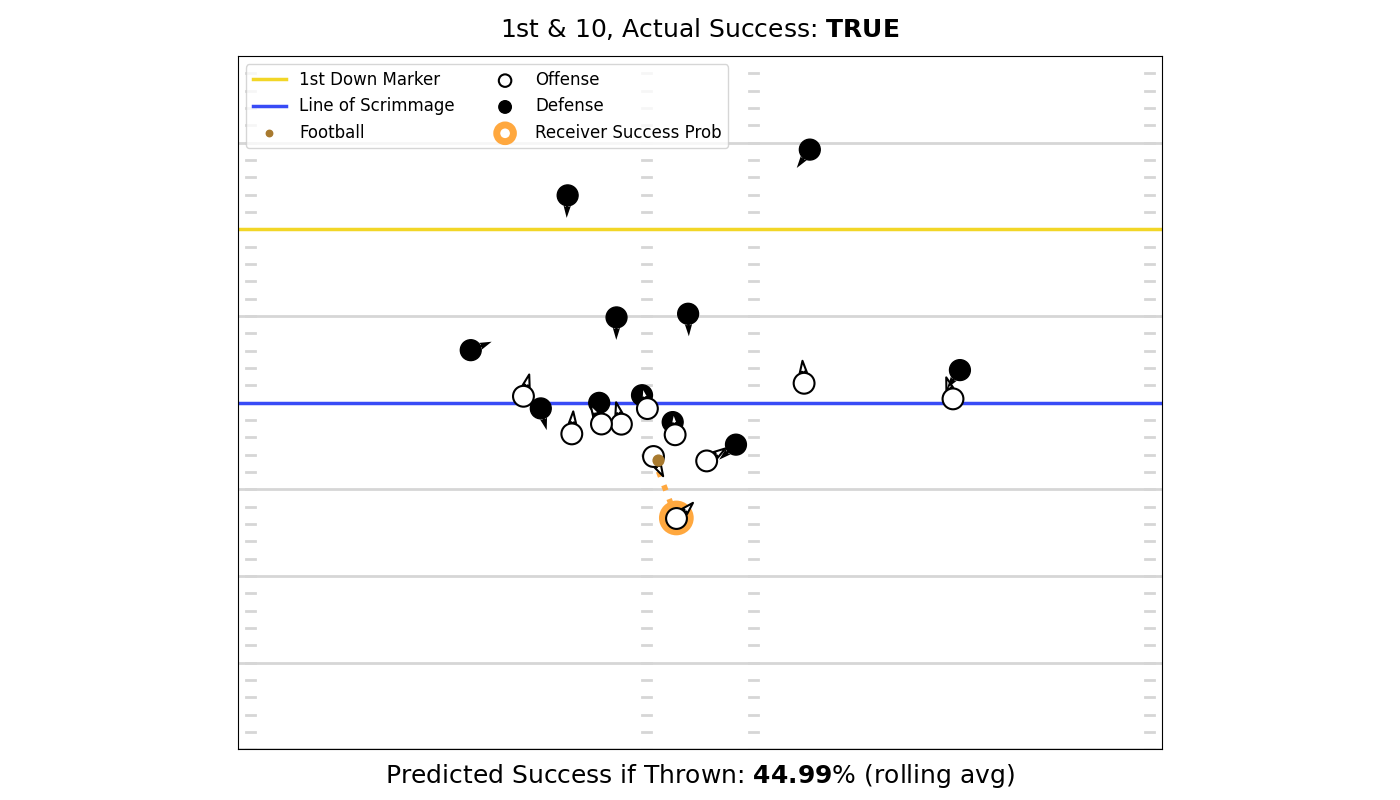 1st & 10, Actual Success: TRUE
1st Down Marker
Line of Scrimmage
Football
Offense
Defense
Receiver Success Prob
Predicted Success if Thrown: 44.99% (rolling avg)